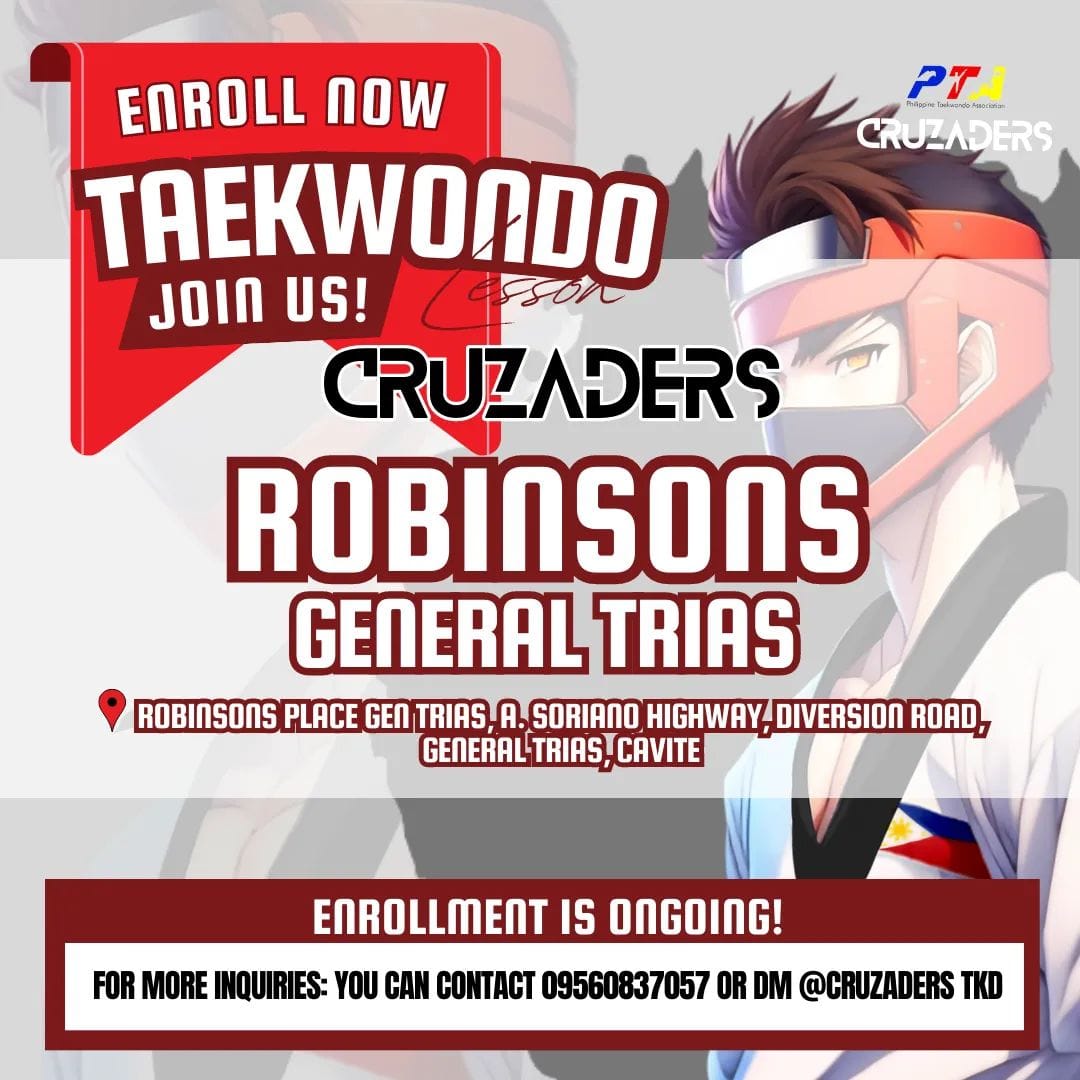 ENROLL NOW
TAEKWONDO
Lesson
JOIN US!
PTA
Philippine Taekwondo Association
CRUZADERS
CRUZADERS
ROBINSONS
GENERAL TRIAS
ROBINSONS PLACE GEN TRIAS, A. SORIANO HIGHWAY, DIVERSION ROAD,
GENERAL TRIAS, CAVITE
ENROLLMENT IS ONGOING!
FOR MORE INQUIRIES: YOU CAN CONTACT 09560837057 OR DM @CRUZADERS TKD